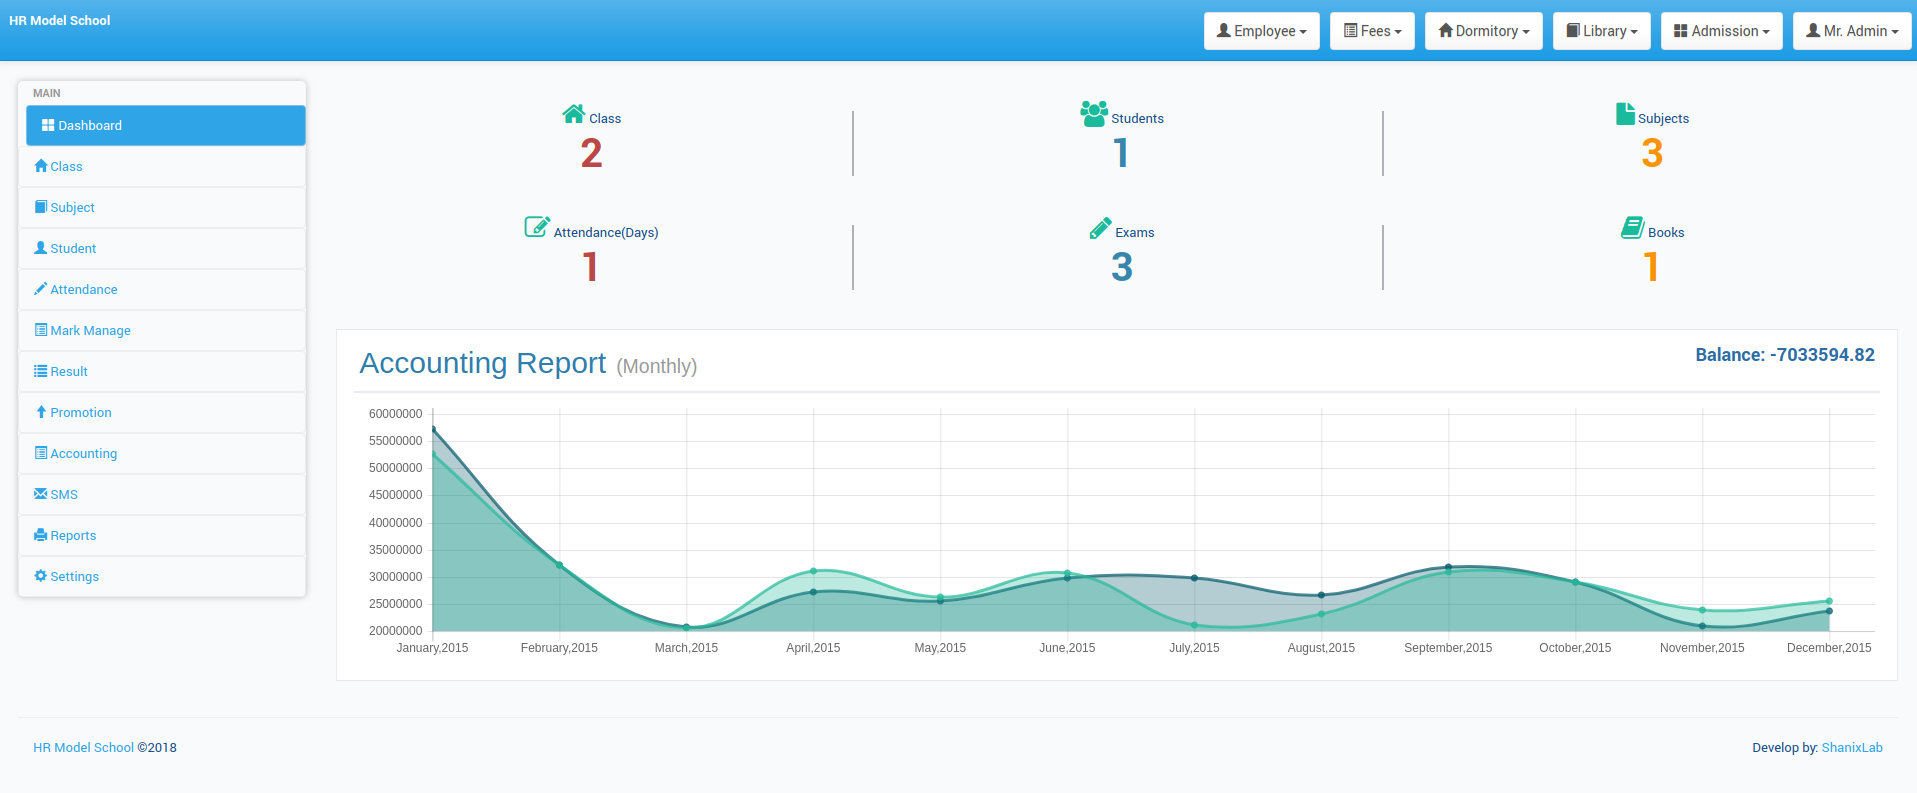 HR Model School
Employee
Fees
Dormitory
Library
Admission
Mr. Admin
MAIN
Dashboard
Class
Subject
Student
Attendance
Mark Manage
Result
Promotion
Accounting
SMS
Reports
Settings
Class
2
Students
1
Subjects
3
Attendance(Days)
1
Exams
3
Books
1
Accounting Report (Monthly)
Balance: -7033594.82
60000000
55000000
50000000
45000000
40000000
35000000
30000000
25000000
20000000
January,2015
February,2015
March,2015
April,2015
May,2015
June,2015
July,2015
August,2015
September,2015
October,2015
November,2015
December,2015
HR Model School ©2018
Develop by: ShanixLab